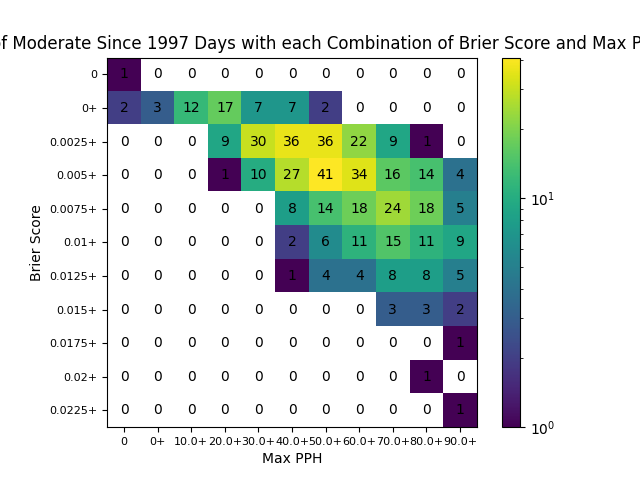 f Moderate Since 1997 Days with each Combination of Brier Score and Max P
0 1 0 0 0 0 0 0 0 0 0 0
0+ 2 3 12 17 7 7 2 0 0 0 0
0.0025+ 0 0 0 9 30 36 36 22 9 1 0
0.005+ 0 0 0 1 10 27 41 34 16 14 4
0.0075+ 0 0 0 0 0 8 14 18 24 18 5
0.01+ 0 0 0 0 0 2 6 11 15 11 9
0.0125+ 0 0 0 0 0 1 4 4 8 8 5
0.015+ 0 0 0 0 0 0 0 0 3 3 2
0.0175+ 0 0 0 0 0 0 0 0 0 0 1
0.02+ 0 0 0 0 0 0 0 0 0 1 0
0.0225+ 0 0 0 0 0 0 0 0 0 0 1
0 0+ 10.0+ 20.0+ 30.0+ 40.0+ 50.0+ 60.0+ 70.0+ 80.0+ 90.0+
Max PPH
Brier Score
10¹
10⁰